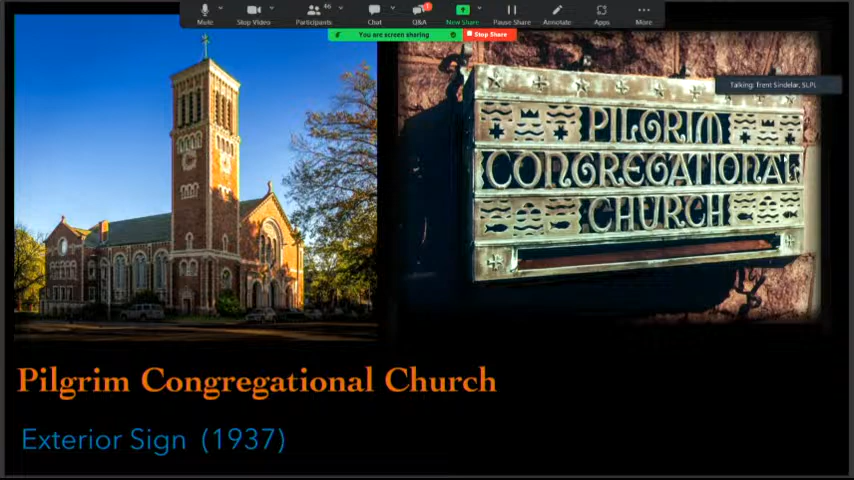 Mute
Stop Video
46
Participants
Chat
1
Q&A
New Share
Pause Share
Annotate
Apps
More
You are screen sharing
Stop Share
Talking: Trent Sindelar, SLPL
PILGRIM
CONGREGATIONAL
CHURCH
Pilgrim Congregational Church
Exterior Sign (1937)